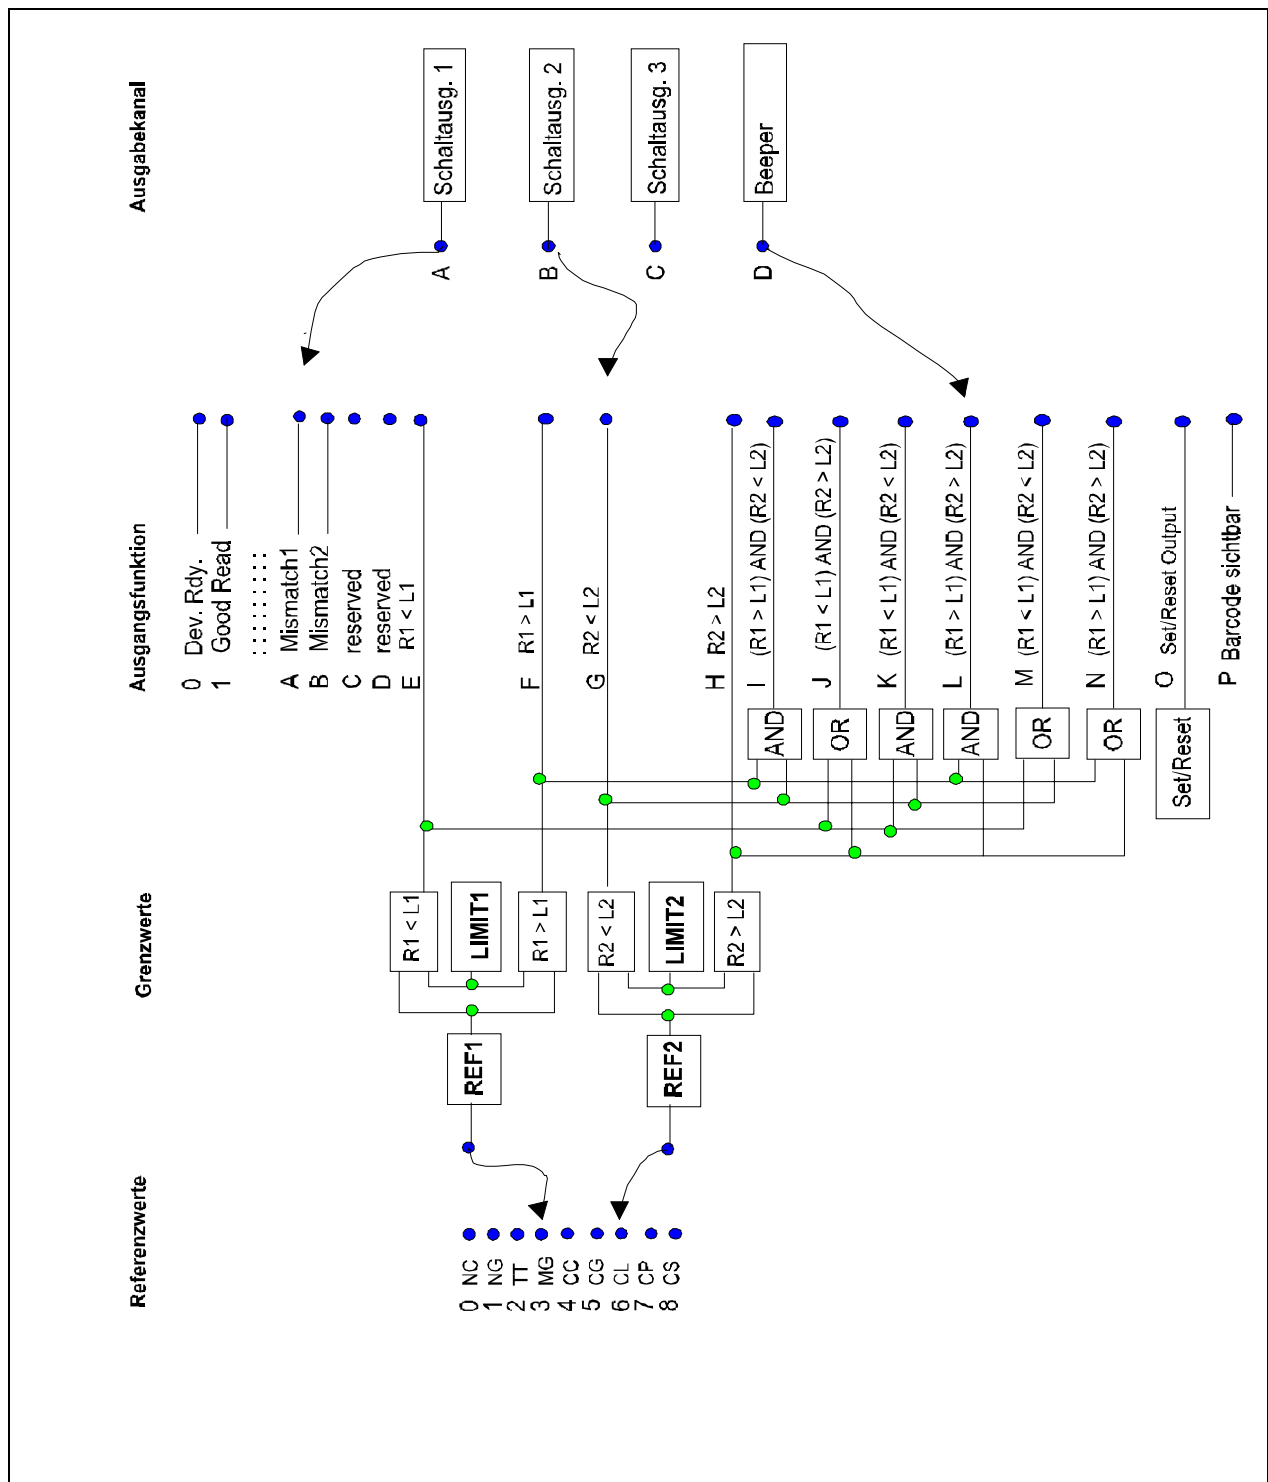 Referenzwerte
0 NC
1 NG
2 TT
3 MG
4 CC
5 CG
6 CL
7 CP
8 CS
REF1
REF2
Grenzwerte
R1 < L1
LIMIT1
R1 > L1
R2 < L2
LIMIT2
R2 > L2
AND
OR
AND
AND
OR
OR
Set/Reset
Ausgangsfunktion
0 Dev. Rdy.
1 Good Read
..........
A Mismatch1
B Mismatch2
C reserved
D reserved
E R1 < L1
F R1 > L1
G R2 < L2
H R2 > L2
I (R1 > L1) AND (R2 < L2)
J (R1 < L1) AND (R2 > L2)
K (R1 < L1) AND (R2 < L2)
L (R1 > L1) AND (R2 > L2)
M (R1 < L1) AND (R2 < L2)
N (R1 > L1) AND (R2 > L2)
O Set/Reset Output
P Barcode sichtbar
Ausgabekanal
A Schaltausg. 1
B Schaltausg. 2
C Schaltausg. 3
D Beeper